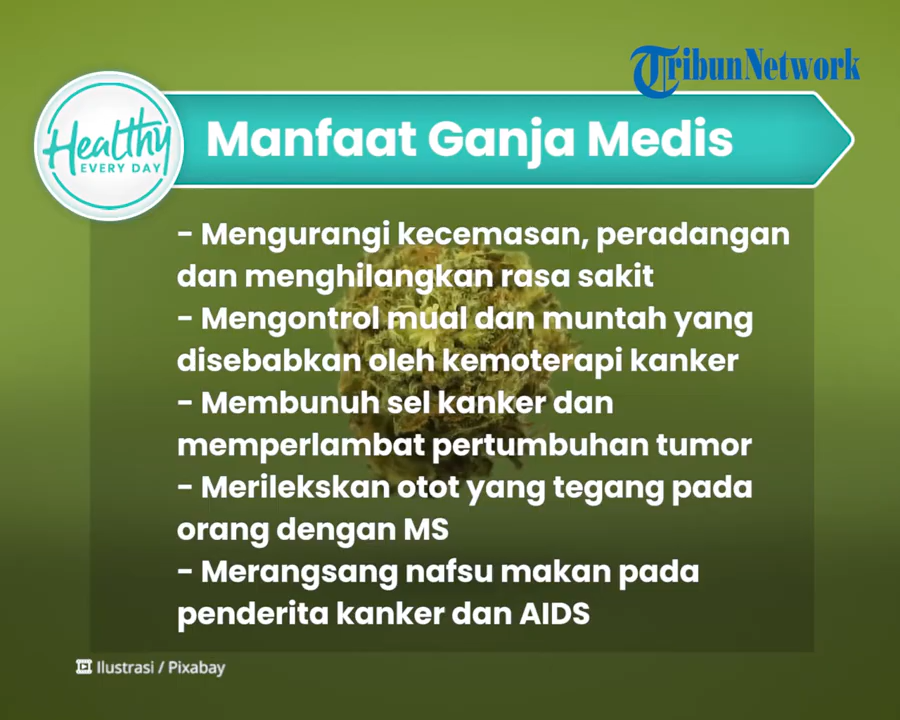 TribunNetwork
Healthy
EVERY DAY
Manfaat Ganja Medis
- Mengurangi kecemasan, peradangan
dan menghilangkan rasa sakit
- Mengontrol mual dan muntah yang
disebabkan oleh kemoterapi kanker
- Membunuh sel kanker dan
memperlambat pertumbuhan tumor
- Merilekskan otot yang tegang pada
orang dengan MS
- Merangsang nafsu makan pada
penderita kanker dan AIDS
Ilustrasi / Pixabay